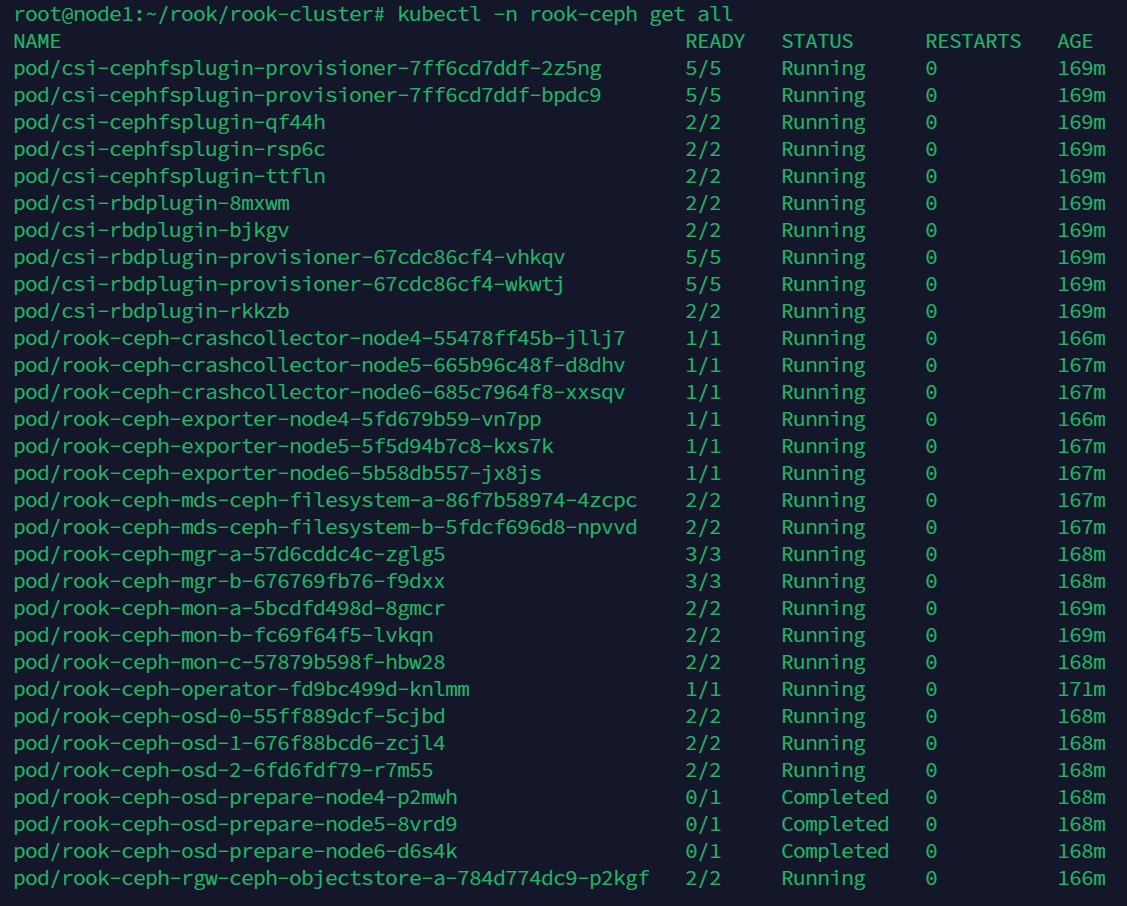 root@node1:~/rook/rook-cluster# kubectl -n rook-ceph get all
NAME READY STATUS RESTARTS AGE
pod/csi-cephfsplugin-provisioner-7ff6cd7ddf-2z5ng 5/5 Running 0 169m
pod/csi-cephfsplugin-provisioner-7ff6cd7ddf-bpdc9 5/5 Running 0 169m
pod/csi-cephfsplugin-qf44h 2/2 Running 0 169m
pod/csi-cephfsplugin-rsp6c 2/2 Running 0 169m
pod/csi-cephfsplugin-ttfln 2/2 Running 0 169m
pod/csi-rbdplugin-8mxwm 2/2 Running 0 169m
pod/csi-rbdplugin-bjkgv 2/2 Running 0 169m
pod/csi-rbdplugin-provisioner-67cdc86cf4-vhkqv 5/5 Running 0 169m
pod/csi-rbdplugin-provisioner-67cdc86cf4-wkwtj 5/5 Running 0 169m
pod/csi-rbdplugin-rkkzb 2/2 Running 0 169m
pod/rook-ceph-crashcollector-node4-55478ff45b-jllj7 1/1 Running 0 166m
pod/rook-ceph-crashcollector-node5-665b96c48f-d8dhv 1/1 Running 0 167m
pod/rook-ceph-crashcollector-node6-685c7964f8-xxsqv 1/1 Running 0 167m
pod/rook-ceph-exporter-node4-5fd679b59-vn7pp 1/1 Running 0 166m
pod/rook-ceph-exporter-node5-5f5d94b7c8-kxs7k 1/1 Running 0 167m
pod/rook-ceph-exporter-node6-5b58db557-jx8js 1/1 Running 0 167m
pod/rook-ceph-mds-ceph-filesystem-a-86f7b58974-4zcpc 2/2 Running 0 167m
pod/rook-ceph-mds-ceph-filesystem-b-5fdcf696d8-npvvd 2/2 Running 0 167m
pod/rook-ceph-mgr-a-57d6cddc4c-zglg5 3/3 Running 0 168m
pod/rook-ceph-mgr-b-676769fb76-f9dxx 3/3 Running 0 168m
pod/rook-ceph-mon-a-5bcdfd498d-8gmcr 2/2 Running 0 169m
pod/rook-ceph-mon-b-fc69f64f5-lvkqn 2/2 Running 0 169m
pod/rook-ceph-mon-c-57879b598f-hbw28 2/2 Running 0 168m
pod/rook-ceph-operator-fd9bc499d-knlmm 1/1 Running 0 171m
pod/rook-ceph-osd-0-55ff889dcf-5cjbd 2/2 Running 0 168m
pod/rook-ceph-osd-1-676f88bcd6-zcjl4 2/2 Running 0 168m
pod/rook-ceph-osd-2-6fd6fdf79-r7m55 2/2 Running 0 168m
pod/rook-ceph-osd-prepare-node4-p2mwh 0/1 Completed 0 168m
pod/rook-ceph-osd-prepare-node5-8vrd9 0/1 Completed 0 168m
pod/rook-ceph-osd-prepare-node6-d6s4k 0/1 Completed 0 168m
pod/rook-ceph-rgw-ceph-objectstore-a-784d774dc9-p2kgf 2/2 Running 0 166m